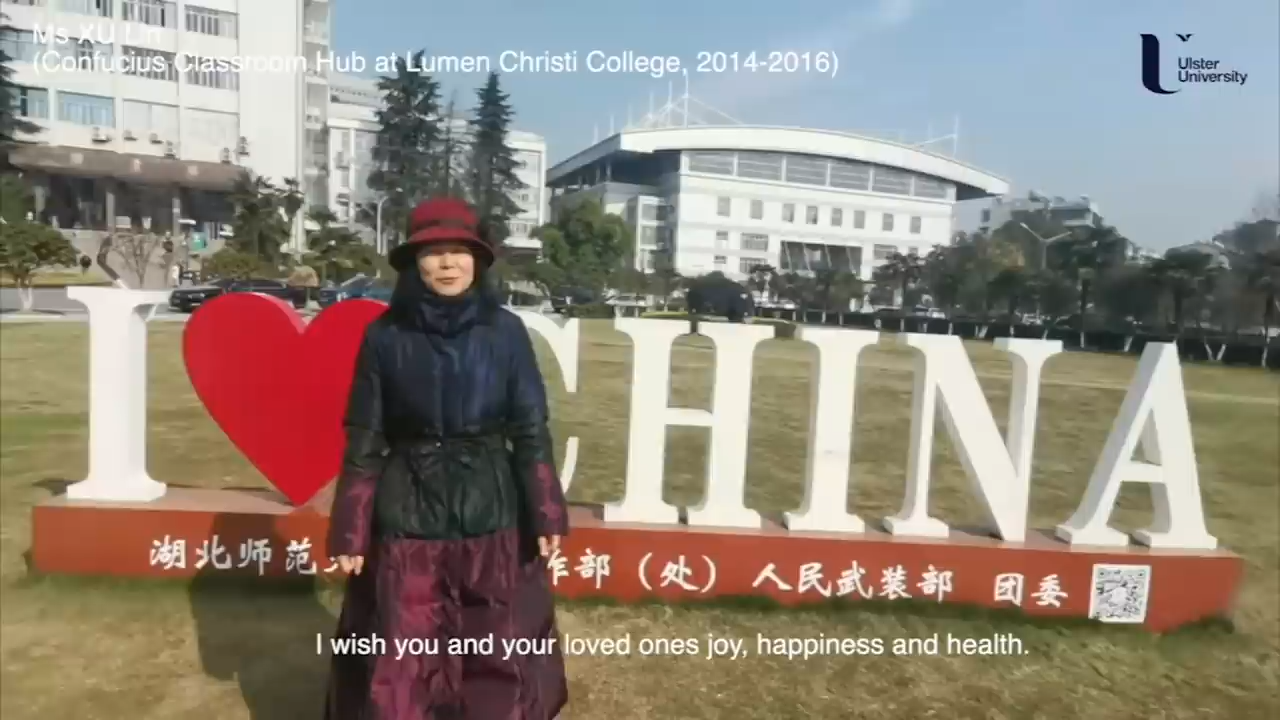 Ms XU Lin
(Confucius Classroom Hub at Lumen Christi College, 2014-2016)
Ulster
University
I CHINA
湖北师范 作部（处） 人民武装部 团委
I wish you and your loved ones joy, happiness and health.